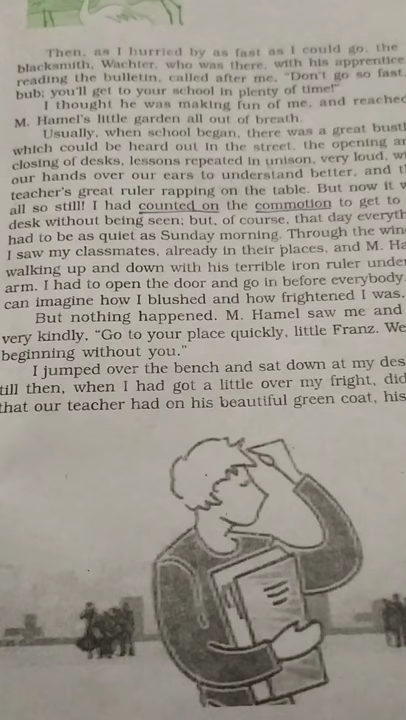 Then, as I hurried by as fast as I could go, the
blacksmith, Wachter, who was there, with his apprentice,
reading the bulletin, called after me, “Don't go so fast,
bub; you'll get to your school in plenty of time!”
I thought he was making fun of me, and reached
M. Hamel's little garden all out of breath.
Usually, when school began, there was a great bustl
which could be heard out in the street, the opening an
closing of desks, lessons repeated in unison, very loud, wi
our hands over our ears to understand better, and t
teacher's great ruler rapping on the table. But now it w
all so still! I had counted on the commotion to get to
desk without being seen; but, of course, that day everyth
had to be as quiet as Sunday morning. Through the win
I saw my classmates, already in their places, and M. Ha
walking up and down with his terrible iron ruler under
arm. I had to open the door and go in before everybody.
can imagine how I blushed and how frightened I was.
But nothing happened. M. Hamel saw me and
very kindly, “Go to your place quickly, little Franz. We
beginning without you.”
I jumped over the bench and sat down at my des
till then, when I had got a little over my fright, did
that our teacher had on his beautiful green coat, his